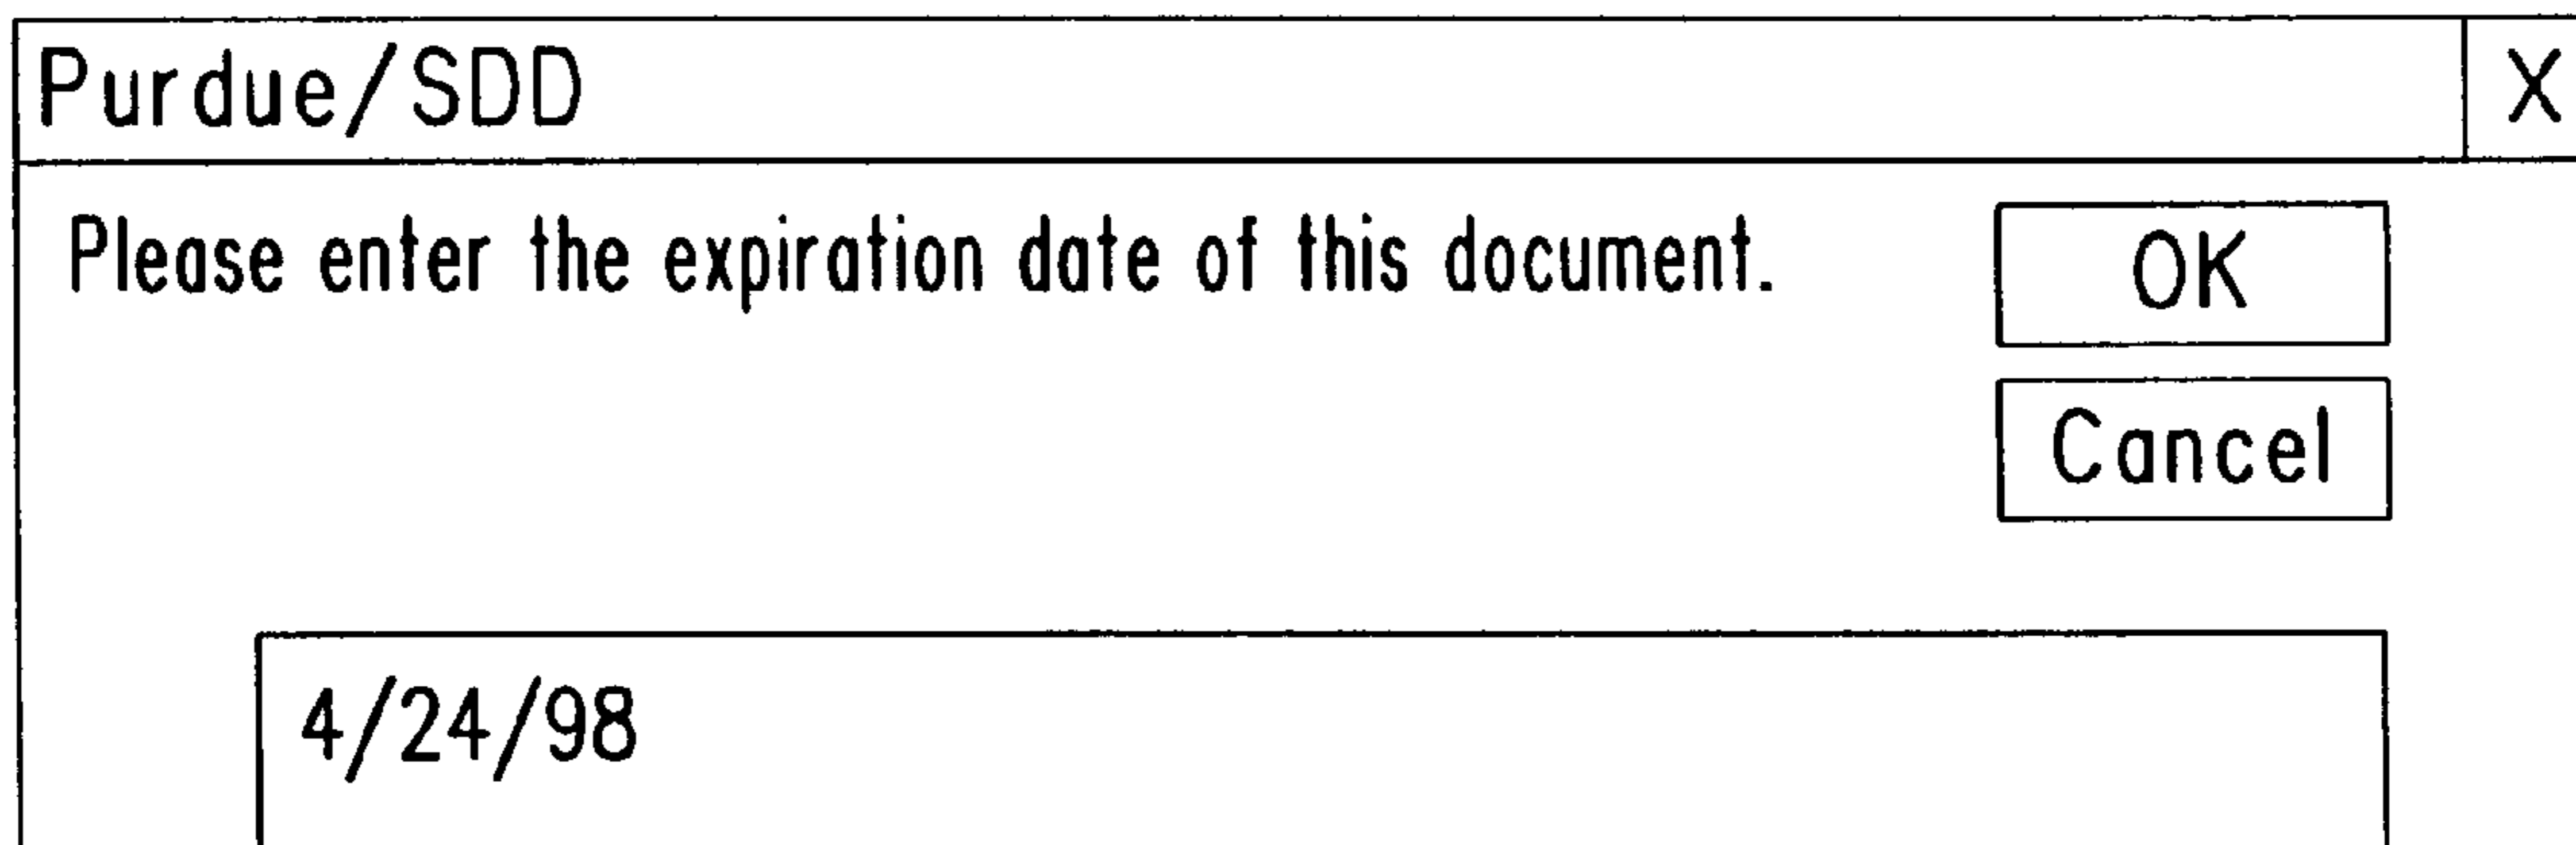 Purdue/SDD X
Please enter the expiration date of this document.
OK
Cancel
4/24/98